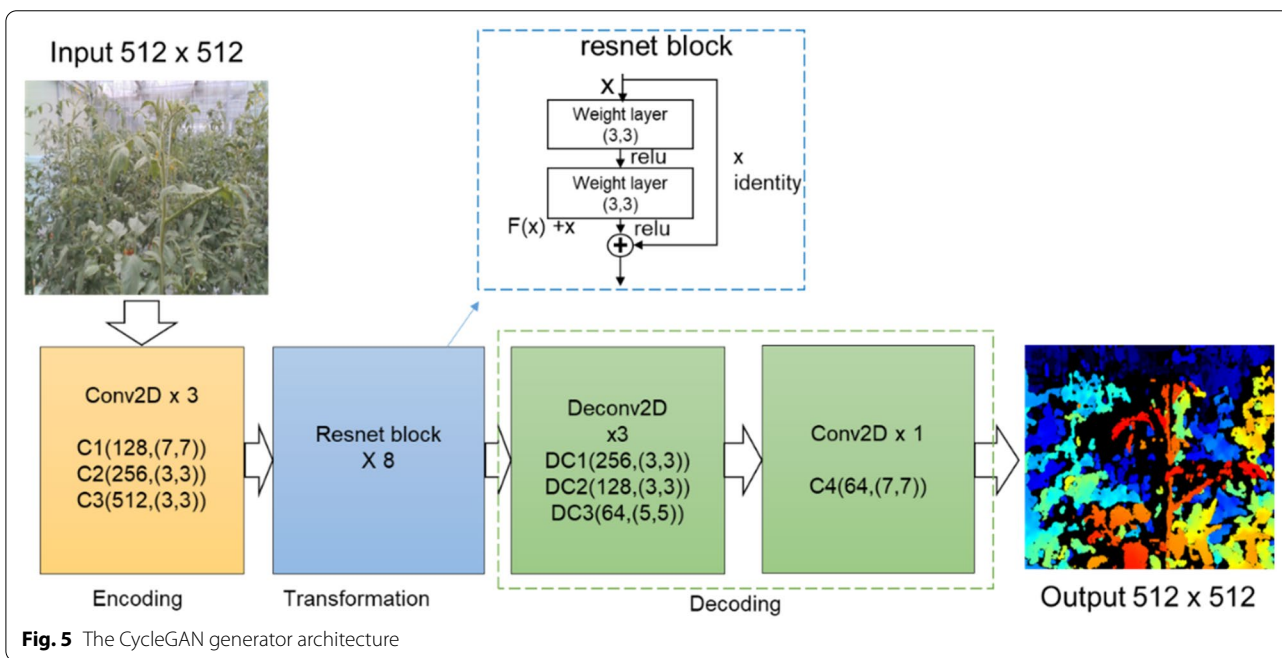 Input 512 x 512
resnet block
x
Weight layer
(3,3)
relu
Weight layer
(3,3)
x
identity
F(x) +x
relu
+
Conv2D x 3
C1(128,(7,7))
C2(256,(3,3))
C3(512,(3,3))
Resnet block
X 8
Deconv2D
x3
DC1(256,(3,3))
DC2(128,(3,3))
DC3(64,(5,5))
Conv2D x 1
C4(64,(7,7))
Encoding
Transformation
Decoding
Output 512 x 512
Fig. 5 The CycleGAN generator architecture